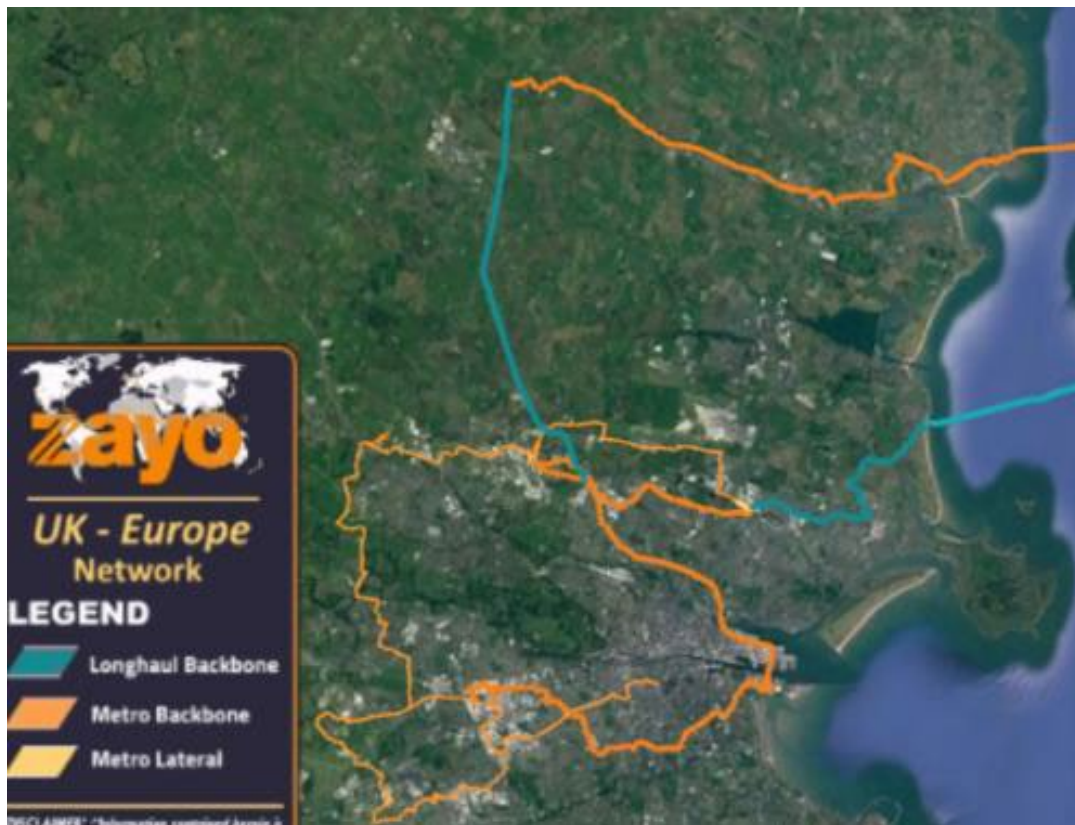 zayo
UK - Europe
Network
LEGEND
Longhaul Backbone
Metro Backbone
Metro Lateral